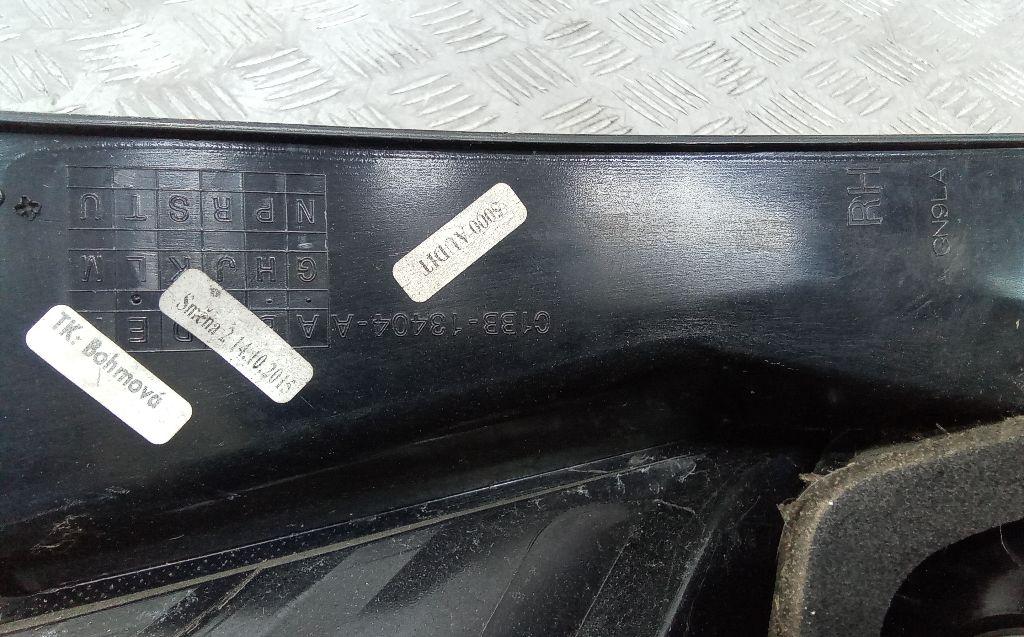 TK: Bohmová
Směna 2 14.10.2015
5000-AUDIT
C1BB-13404-A
RH
N P R S T U
G H J K L M
A B D E